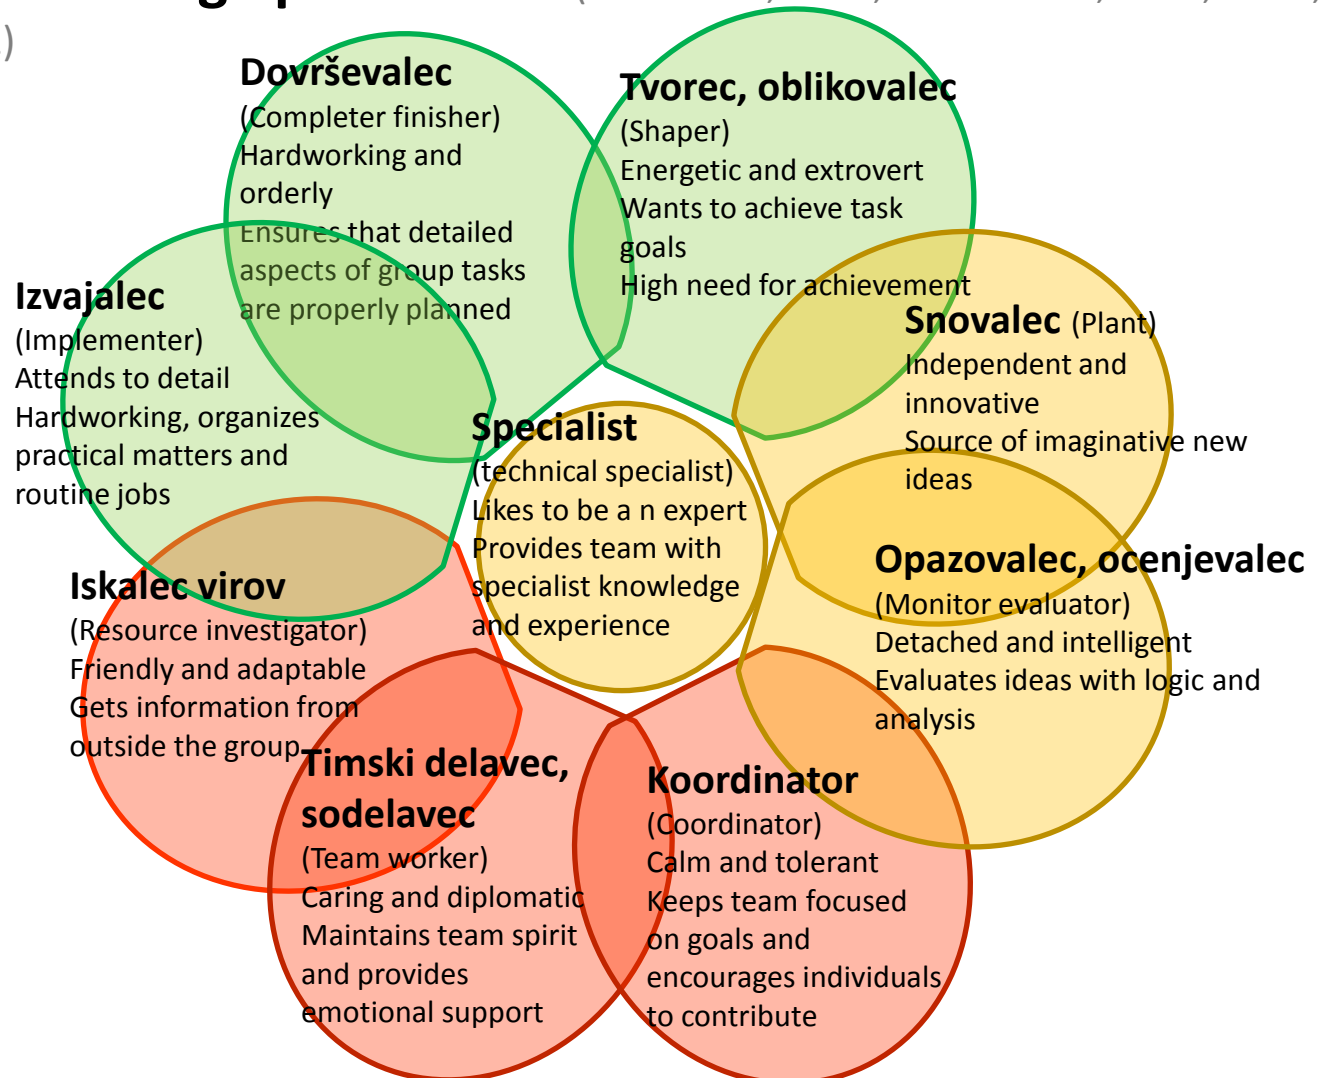 )
Dovrševalec
(Completer finisher)
Hardworking and
orderly
Ensures that detailed
aspects of group tasks
are properly planned
Tvorec, oblikovalec
(Shaper)
Energetic and extrovert
Wants to achieve task
goals
High need for achievement
Izvajalec
(Implementer)
Attends to detail
Hardworking, organizes
practical matters and
routine jobs
Snovalec (Plant)
Independent and
innovative
Source of imaginative new
ideas
Specialist
(technical specialist)
Likes to be a n expert
Provides team with
specialist knowledge
and experience
Opazovalec, ocenjevalec
(Monitor evaluator)
Detached and intelligent
Evaluates ideas with logic and
analysis
Iskalec virov
(Resource investigator)
Friendly and adaptable
Gets information from
outside the group
Timski delavec,
sodelavec
(Team worker)
Caring and diplomatic
Maintains team spirit
and provides
emotional support
Koordinator
(Coordinator)
Calm and tolerant
Keeps team focused
on goals and
encourages individuals
to contribute